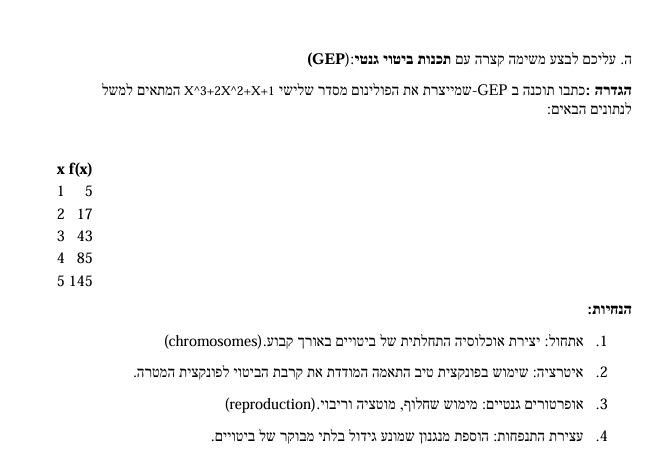 ה. עליכם לבצע משימה קצרה עם תכנות ביטוי גנטי:(GEP)
הגדרה :כתבו תוכנה ב GEP-שמייצרת את הפולינום מסדר שלישי X^3+2X^2+X+1 המתאים למשל
לנתונים הבאים:
x f(x)
1 5
2 17
3 43
4 85
5 145
הנחיות:
1. אתחול: יצירת אוכלוסיה התחלתית של ביטויים באורך קבוע.(chromosomes)
2. איטרציה: שימוש בפונקצית טיב התאמה המודדת את קרבת הביטוי לפונקצית המטרה.
3. אופרטורים גנטיים: מימוש שחלוף, מוטציה וריבוי.(reproduction)
4. עצירת התנפחות: הוספת מנגנון שמונע גידול בלתי מבוקר של ביטויים.